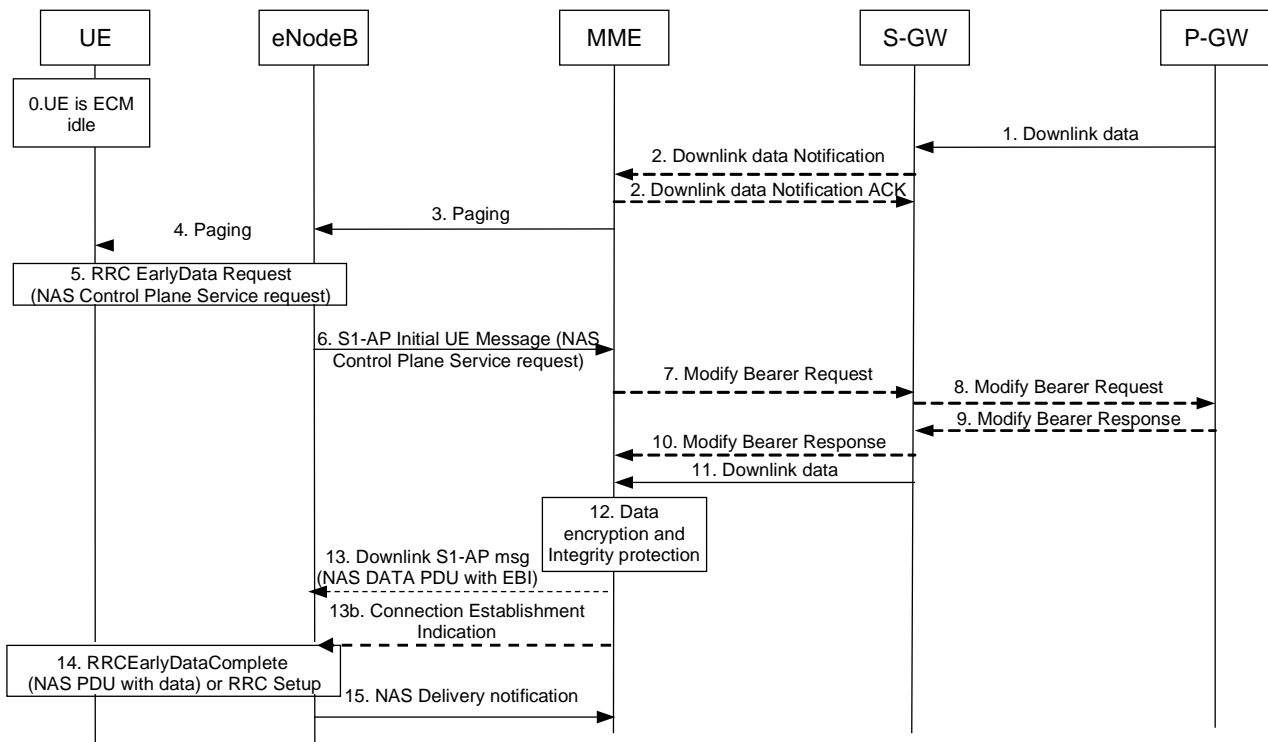 UE
eNodeB
MME
S-GW
P-GW
0.UE is ECM
idle
1. Downlink data
2. Downlink data Notification
2. Downlink data Notification ACK
3. Paging
4. Paging
5. RRC EarlyData Request
(NAS Control Plane Service request)
6. S1-AP Initial UE Message (NAS
Control Plane Service request)
7. Modify Bearer Request
8. Modify Bearer Request
9. Modify Bearer Response
10. Modify Bearer Response
11. Downlink data
12. Data
encryption and
Integrity protection
13. Downlink S1-AP msg
(NAS DATA PDU with EBI)
13b. Connection Establishment
Indication
14. RRCEarlyDataComplete
(NAS PDU with data) or RRC Setup
15. NAS Delivery notification